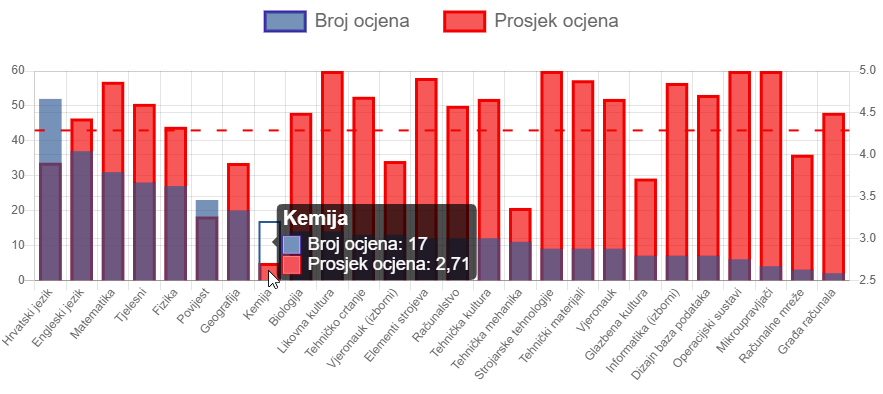 Broj ocjena Prosjek ocjena
60 5.0
50 4.5
40 4.0
30 3.5
20 3.0
10 2.5
0
Kemija
Broj ocjena: 17
Prosjek ocjena: 2,71
Hrvatski jezik
Engleski jezik
Matematika
Tjelesni
Fizika
Povijest
Geografija
Kemija
Biologija
Likovna kultura
Tehničko crtanje
Vjeronauk (izborni)
Elementi strojeva
Računalstvo
Tehnička kultura
Tehnička mehanika
Strojarske tehnologije
Tehnički materijali
Vjeronauk
Glazbena kultura
Informatika (izborni)
Dizajn baza podataka
Operacijski sustavi
Mikroupravljači
Računalne mreže
Građa računala